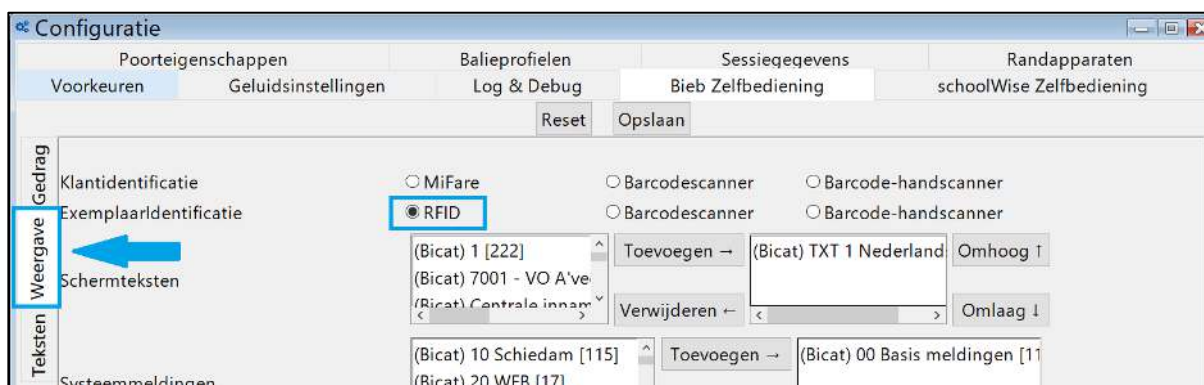 Configuratie
Poorteigenschappen Balieprofielen Sessiegegevens Randapparaten
Voorkeuren Geluidsinstellingen Log & Debug Bieb Zelfbediening schoolWise Zelfbediening
Reset Opslaan
Gedrag
Weergave
Teksten
Klantidentificatie MiFare Barcodescanner Barcode-handscanner
ExemplaarIdentificatie RFID Barcodescanner Barcode-handscanner
(Bicat) 1 [222] Toevoegen → (Bicat) TXT 1 Nederland Omhoog ↑
(Bicat) 7001 - VO A've
Schermteksten
(Bicat) Centrale innam Verwijderen ← Omlaag ↓
(Bicat) 10 Schiedam [115] Toevoegen → (Bicat) 00 Basis meldingen [11
Systeemmeldingen (Bicat) 20 WEB [17]